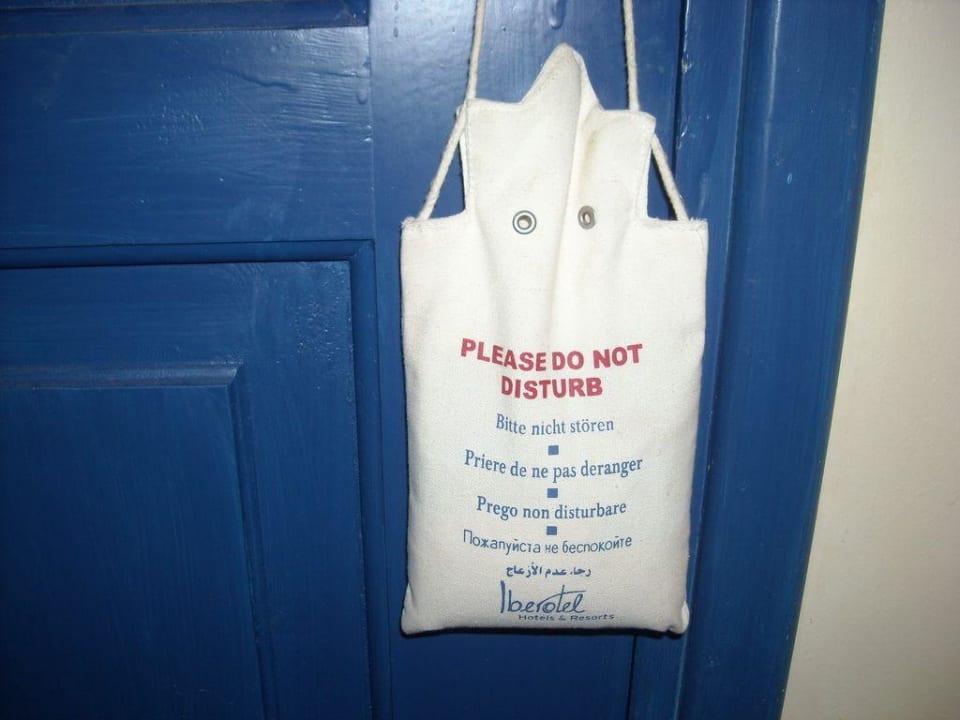 PLEASE DO NOT
DISTURB
Bitte nicht stören
Priere de ne pas deranger
Prego non disturbare
Пожалуйста не беспокойте
رجاء عدم الأزعاج
Iberotel
Hotels & Resorts